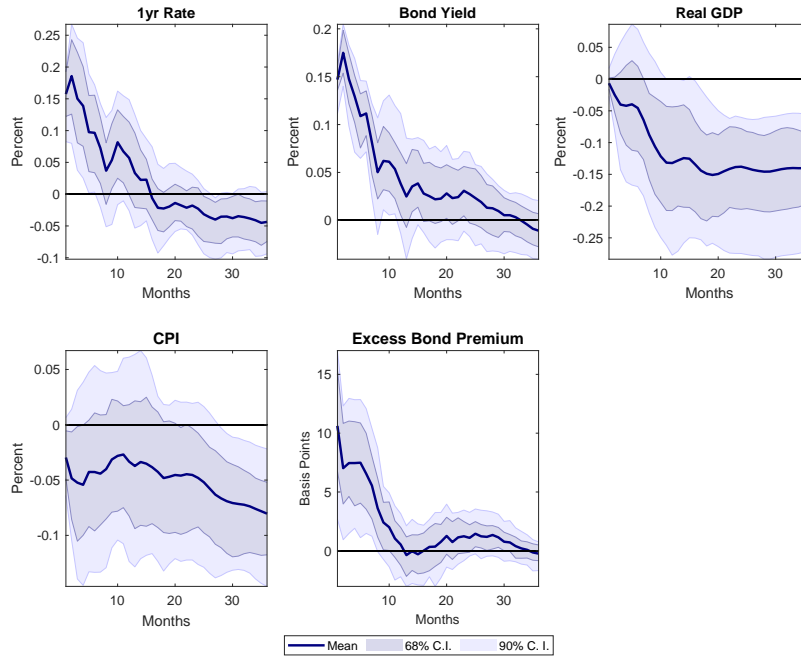 1yr Rate
Percent
0.25
0.2
0.15
0.1
0.05
0
-0.05
-0.1
10 20 30
Months
Bond Yield
Percent
0.2
0.15
0.1
0.05
0
10 20 30
Months
Real GDP
Percent
0.05
0
-0.05
-0.1
-0.15
-0.2
-0.25
10 20 30
Months
CPI
Percent
0.05
0
-0.05
-0.1
10 20 30
Months
Excess Bond Premium
Basis Points
15
10
5
0
10 20 30
Months
Mean 68% C. I. 90% C. I.